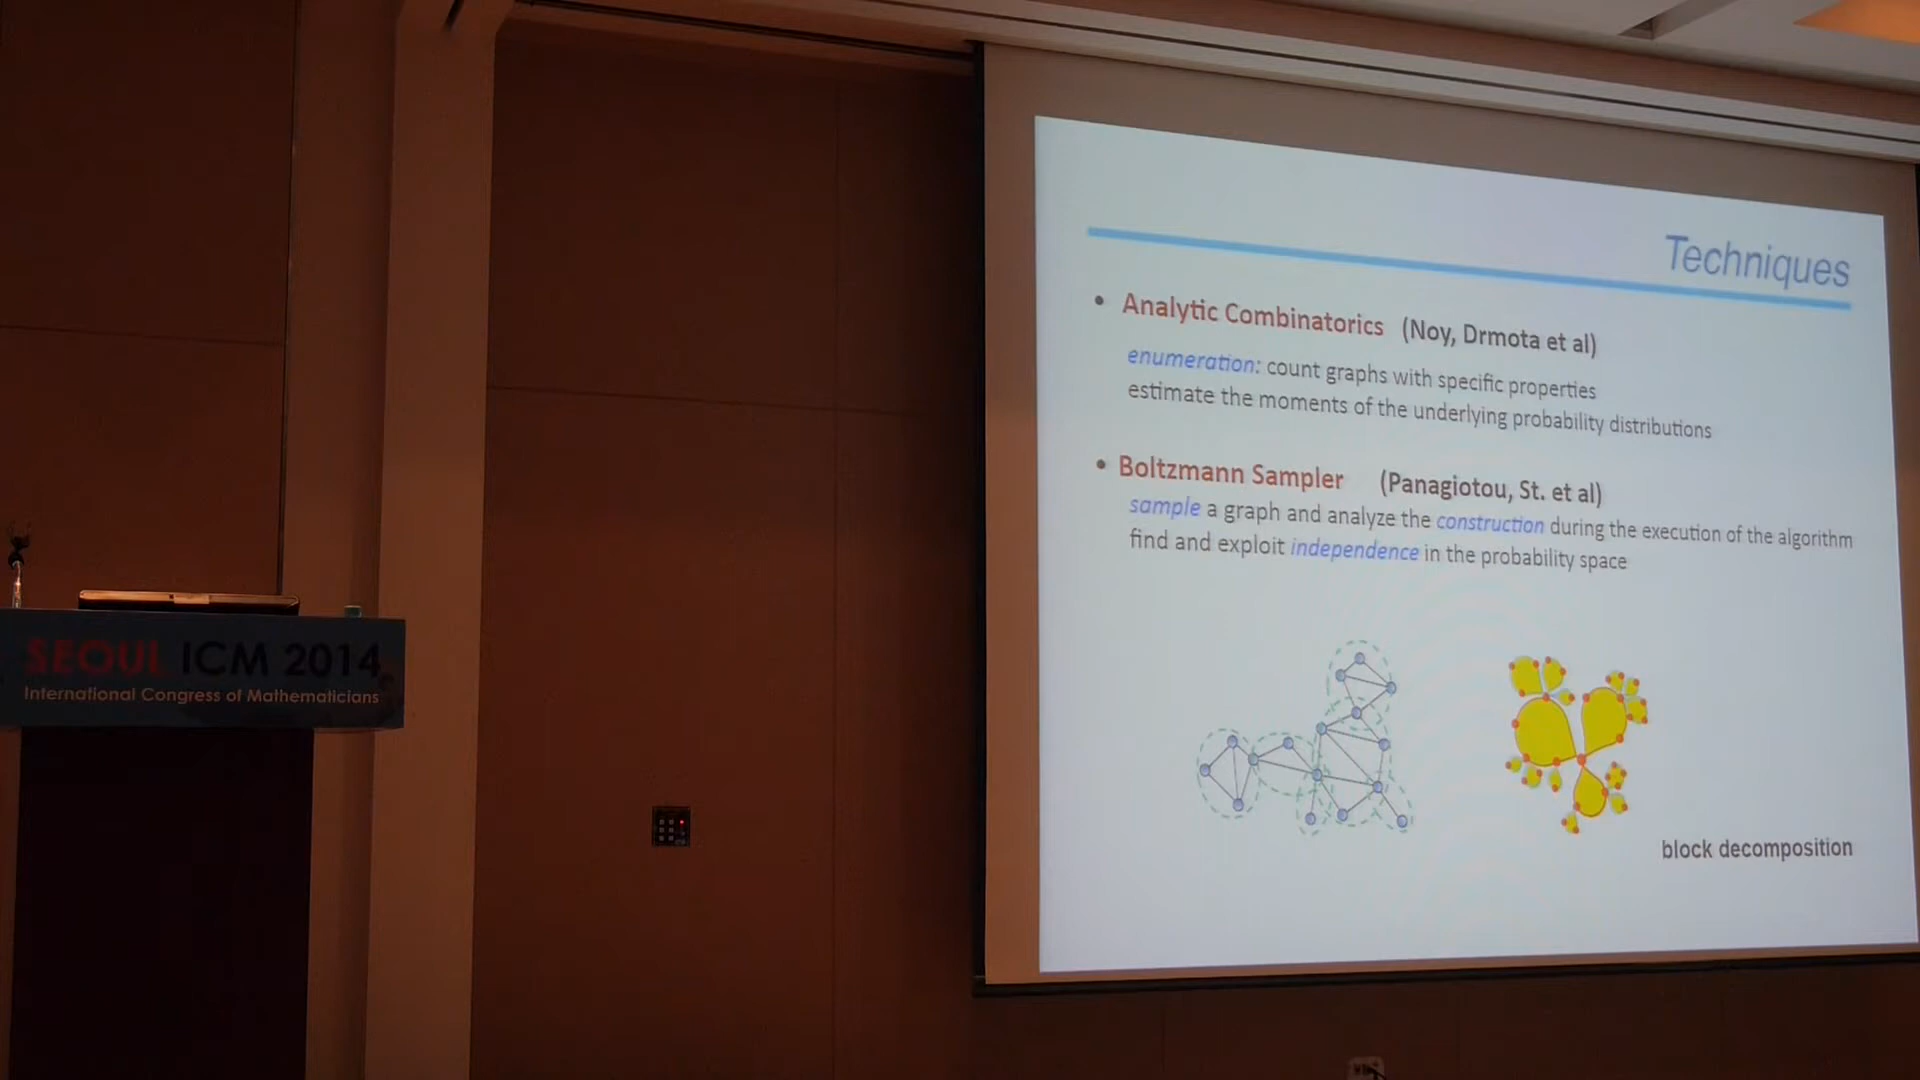 SEOUL ICM 2014
International Congress of Mathematicians
Techniques
• Analytic Combinatorics (Noy, Drmota et al)
enumeration: count graphs with specific properties
estimate the moments of the underlying probability distributions
• Boltzmann Sampler (Panagiotou, St. et al)
sample a graph and analyze the construction during the execution of the algorithm
find and exploit independence in the probability space
block decomposition